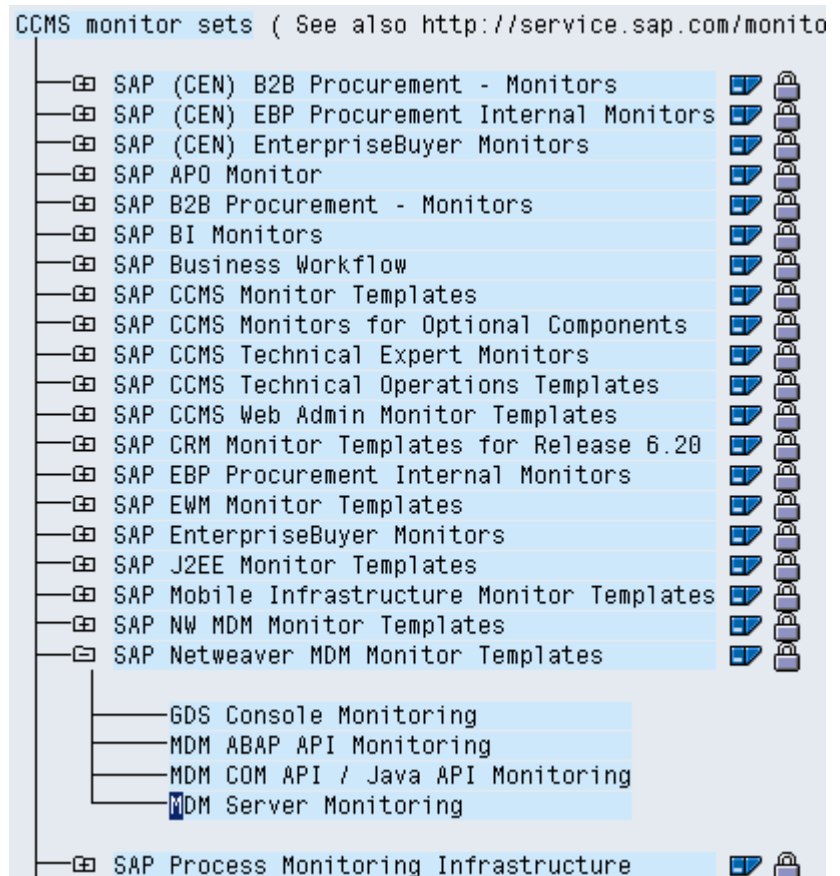 CCMS monitor sets ( See also http://service.sap.com/monito
SAP (CEN) B2B Procurement - Monitors
SAP (CEN) EBP Procurement Internal Monitors
SAP (CEN) EnterpriseBuyer Monitors
SAP APO Monitor
SAP B2B Procurement - Monitors
SAP BI Monitors
SAP Business Workflow
SAP CCMS Monitor Templates
SAP CCMS Monitors for Optional Components
SAP CCMS Technical Expert Monitors
SAP CCMS Technical Operations Templates
SAP CCMS Web Admin Monitor Templates
SAP CRM Monitor Templates for Release 6.20
SAP EBP Procurement Internal Monitors
SAP EWM Monitor Templates
SAP EnterpriseBuyer Monitors
SAP J2EE Monitor Templates
SAP Mobile Infrastructure Monitor Templates
SAP NW MDM Monitor Templates
SAP Netweaver MDM Monitor Templates
GDS Console Monitoring
MDM ABAP API Monitoring
MDM COM API / Java API Monitoring
MDM Server Monitoring
SAP Process Monitoring Infrastructure